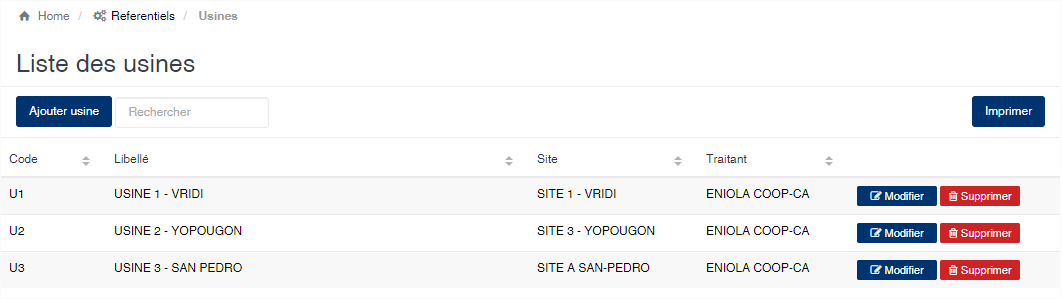 Home / Referentiels / Usines
Liste des usines
Ajouter usine Rechercher Imprimer
Code Libellé Site Traitant
U1 USINE 1 - VRIDI SITE 1 - VRIDI ENIOLA COOP-CA Modifier Supprimer
U2 USINE 2 - YOPOUGON SITE 3 - YOPOUGON ENIOLA COOP-CA Modifier Supprimer
U3 USINE 3 - SAN PEDRO SITE A SAN-PEDRO ENIOLA COOP-CA Modifier Supprimer